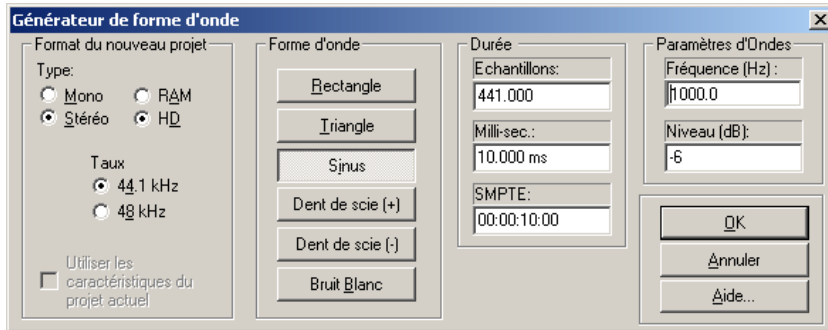 Générateur de forme d'onde
Format du nouveau projet
Type:
Mono RAM
Stéréo HD
Taux
44.1 kHz
48 kHz
Utiliser les
caractéristiques du
projet actuel
Forme d'onde
Rectangle
Triangle
Sinus
Dent de scie (+)
Dent de scie (-)
Bruit Blanc
Durée
Echantillons:
441.000
Milli-sec.:
10.000 ms
SMPTE:
00:00:10:00
Paramètres d'Ondes
Fréquence (Hz) :
1000.0
Niveau (dB):
-6
OK
Annuler
Aide...